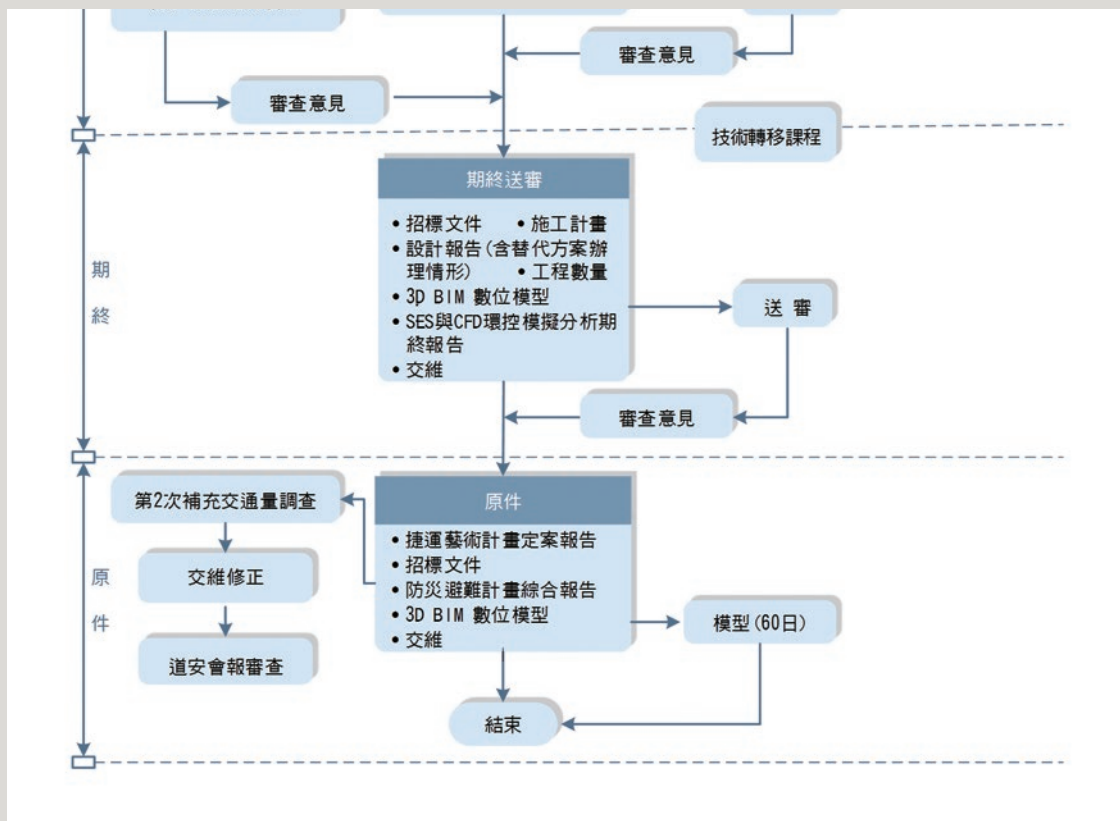 審查意見
審查意見
技術轉移課程
期終
期終送審
• 招標文件 • 施工計畫
• 設計報告(含替代方案辦
理情形) • 工程數量
• 3D BIM 數位模型
• SES與CFD環控模擬分析期
終報告
• 交維
送 審
審查意見
原件
第2次補充交通量調查
交維修正
道安會報審查
原件
• 捷運藝術計畫定案報告
• 招標文件
• 防災避難計畫綜合報告
• 3D BIM 數位模型
• 交維
模型(60日)
結束